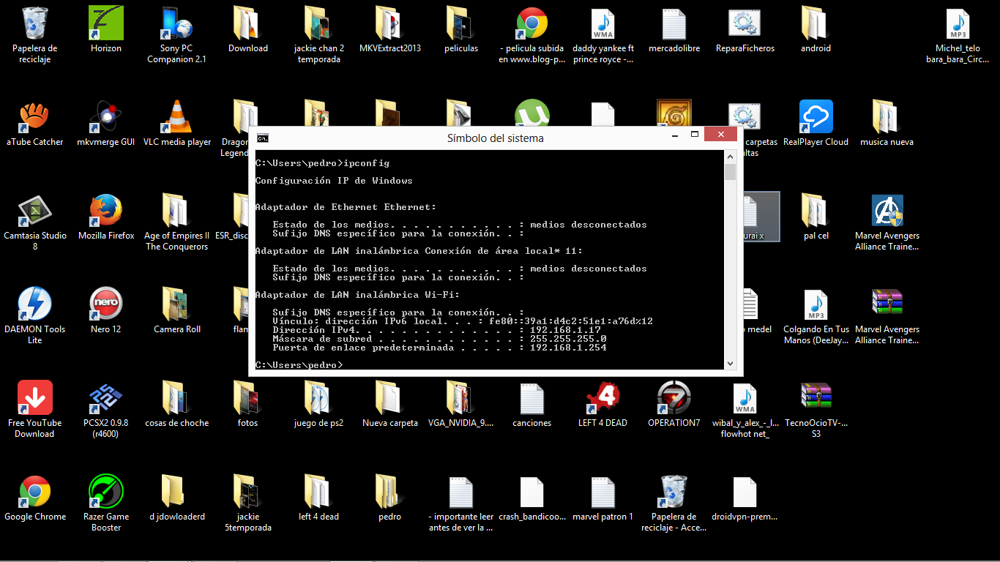 Papelera de
reciclaje
Horizon
Sony PC
Companion 2.1
Download
jackie chan 2
temporada
MKVExtract2013
peliculas
- pelicula subida
en www.blog-p...
daddy yankee ft
prince royce -...
mercadolibre
ReparaFicheros
android
Michel_telo
bara_bara_Circ...
aTube Catcher
mkvmerge GUI
VLC media player
Drago
Legend
carpetas
ultas
RealPlayer Cloud
musica nueva
Símbolo del sistema
C:\Users\pedro>ipconfig
Configuración IP de Windows
Adaptador de Ethernet Ethernet:
Estado de los medios. . . . . . . . . . . : medios desconectados
Sufijo DNS específico para la conexión. . :
Adaptador de LAN inalámbrica Conexión de área local* 11:
Estado de los medios. . . . . . . . . . . : medios desconectados
Sufijo DNS específico para la conexión. . :
Adaptador de LAN inalámbrica Wi-Fi:
Sufijo DNS específico para la conexión. . :
Vínculo: dirección IPv6 local. . . : fe80::39a1:d4c2:51e1:a76d%12
Dirección IPv4. . . . . . . . . . . . . . : 192.168.1.17
Máscara de subred . . . . . . . . . . . . : 255.255.255.0
Puerta de enlace predeterminada . . . . . : 192.168.1.254
C:\Users\pedro>
Camtasia Studio
8
Mozilla Firefox
Age of Empires II
The Conquerors
ESR_disc
urai x
pal cel
Marvel Avengers
Alliance Traine...
DAEMON Tools
Lite
Nero 12
Camera Roll
flam
o medel
Colgando En Tus
Manos (DeeJay...
Marvel Avengers
Alliance Traine...
Free YouTube
Download
PCSX2 0.9.8
(r4600)
cosas de choche
fotos
juego de ps2
Nueva carpeta
VGA_NVIDIA_9....
canciones
LEFT 4 DEAD
OPERATION7
wibal_y_alex_-_l...
flowhot net_
TecnoOcioTV-...
S3
Google Chrome
Razer Game
Booster
d jdowloaderd
jackie
5temporada
left 4 dead
pedro
- importante leer
antes de ver la ...
crash_bandicoo...
marvel patron 1
Papelera de
reciclaje - Acce...
droidvpn-prem...